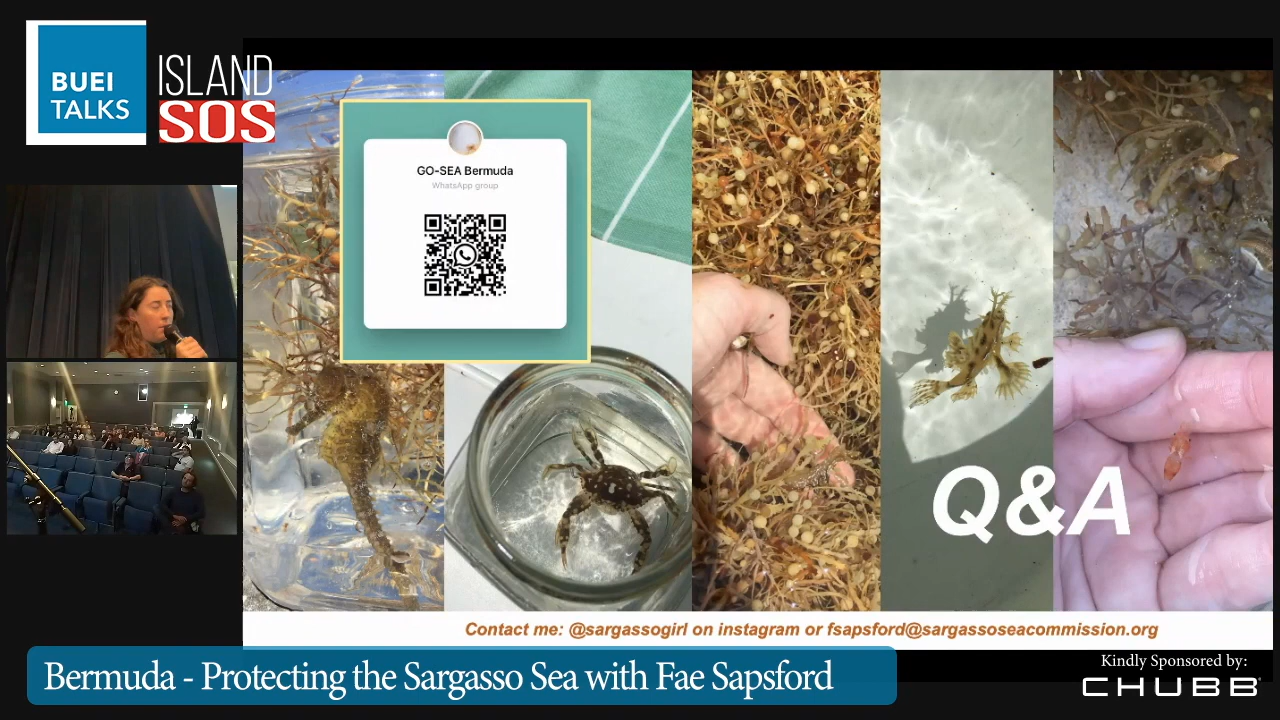 BUEI
TALKS
ISLAND
SOS
GO-SEA Bermuda
WhatsApp group
Q&A
Contact me: @sargassogirl on instagram or fsapsford@sargassoseacommission.org
Bermuda - Protecting the Sargasso Sea with Fae Sapsford
Kindly Sponsored by:
CHUBB